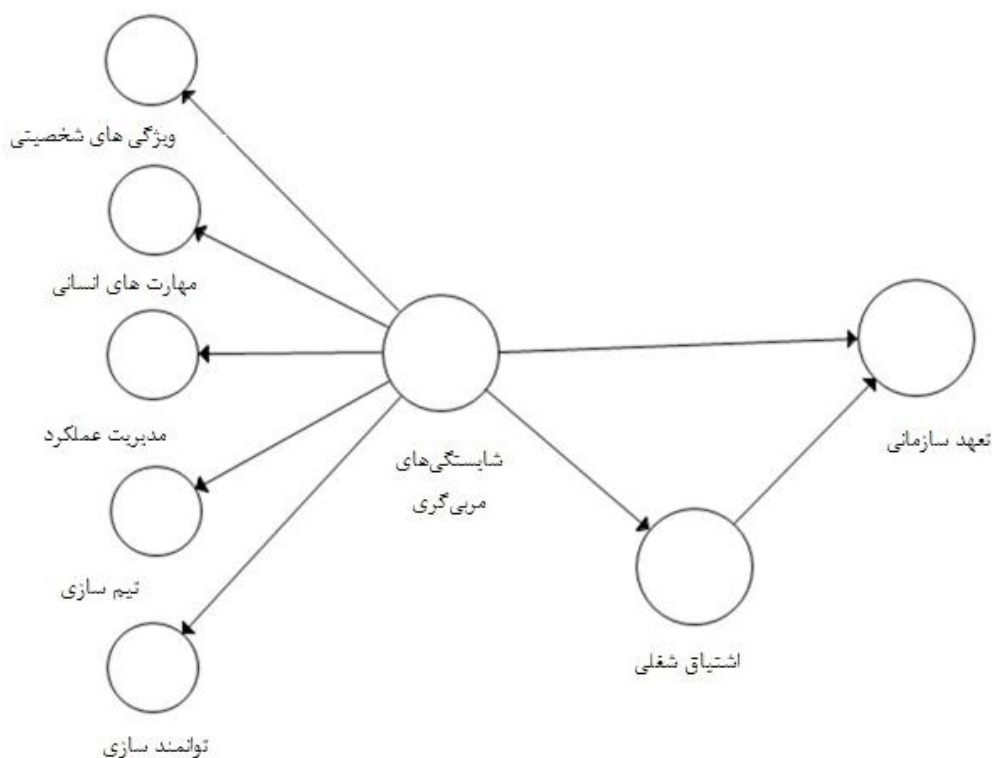 ویژگی های شخصیتی
مهارت های انسانی
مدیریت عملکرد
تیم سازی
توانمند سازی
شایستگی‌های
مربی‌گری
اشتیاق شغلی
تعهد سازمانی